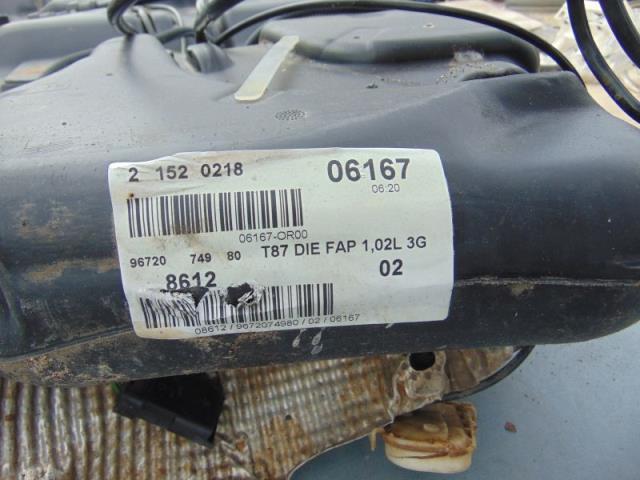 2 152 0218 06167
06:20
06167-OR00
96720 749 80 T87 DIE FAP 1,02L 3G
8612 02
08612 / 9672074980 / 02 / 06167